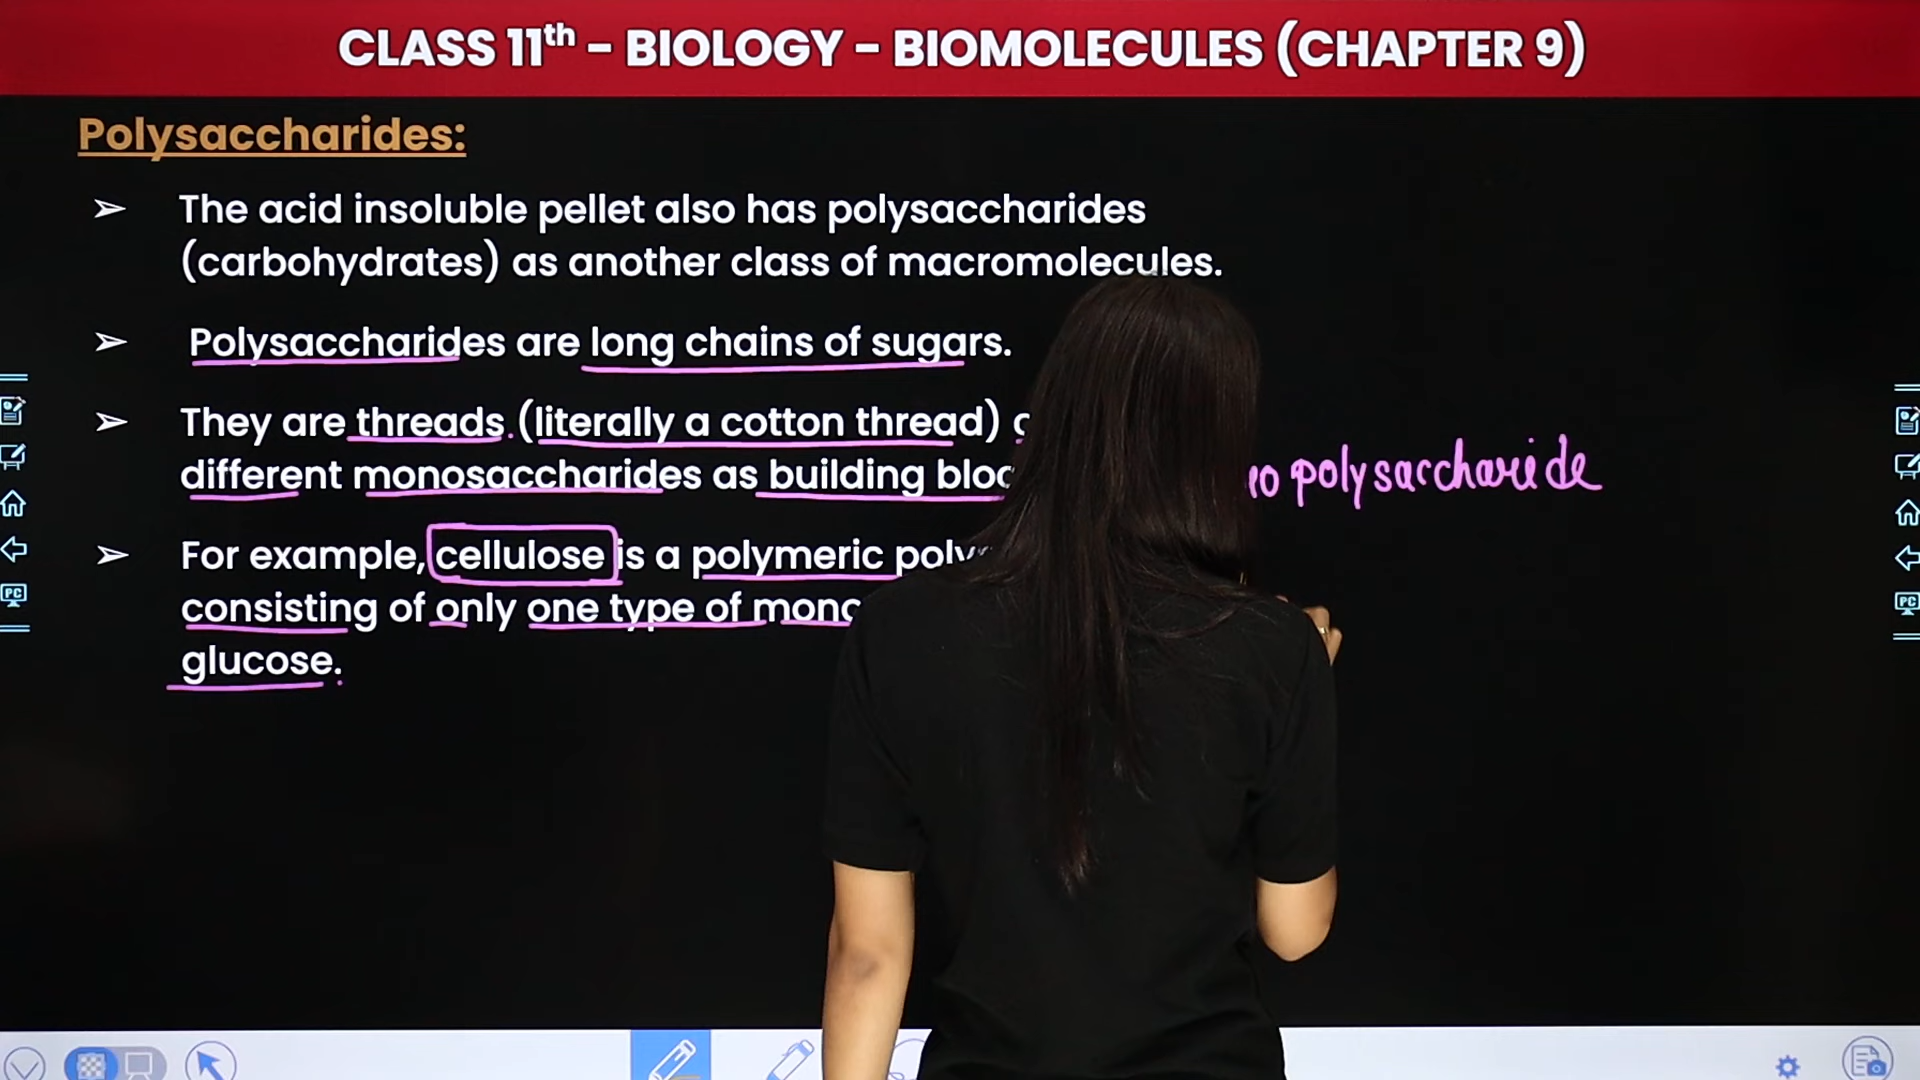 CLASS 11th - BIOLOGY - BIOMOLECULES (CHAPTER 9)
Polysaccharides:
➢ The acid insoluble pellet also has polysaccharides
(carbohydrates) as another class of macromolecules.
➢ Polysaccharides are long chains of sugars.
➢ They are threads (literally a cotton thread)
different monosaccharides as building
polysaccharide
➢ For example, cellulose is a polymeric
consisting of only one type of
glucose.
PC
PC